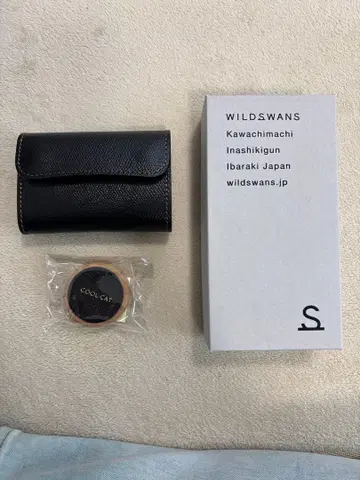 WILDSWANS
Kawachimachi
Inashikigun
Ibaraki Japan
wildswans.jp
S
COOL CAT